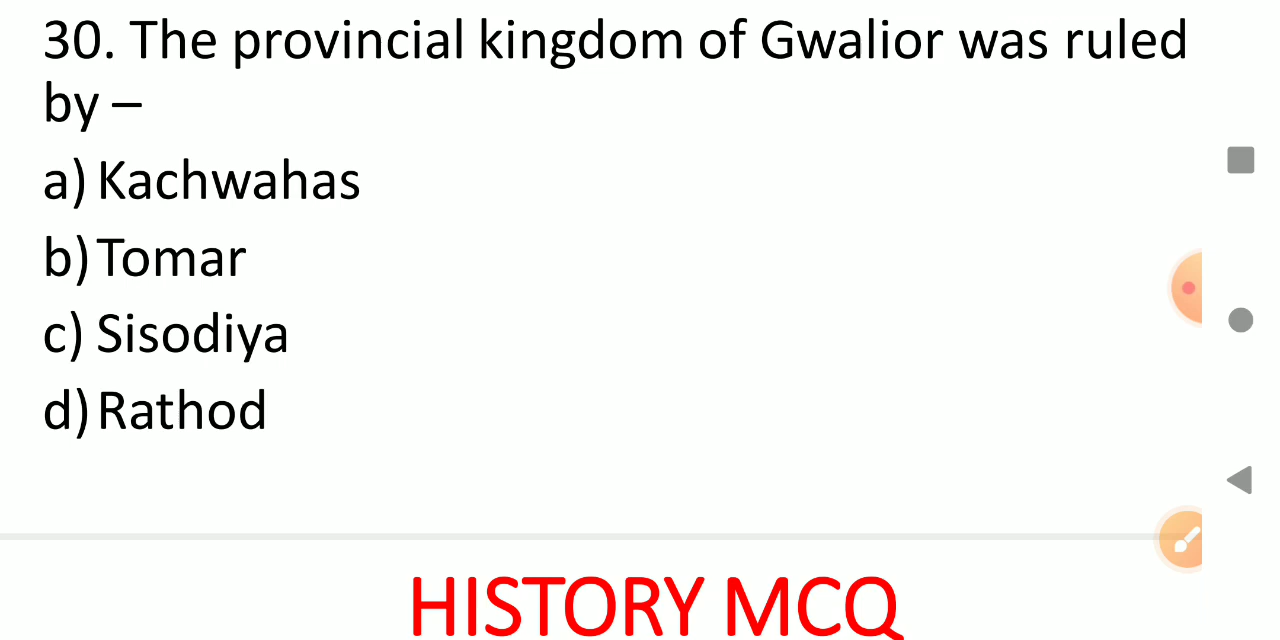 30. The provincial kingdom of Gwalior was ruled
by –
a) Kachwahas
b) Tomar
c) Sisodiya
d) Rathod
HISTORY MCQ